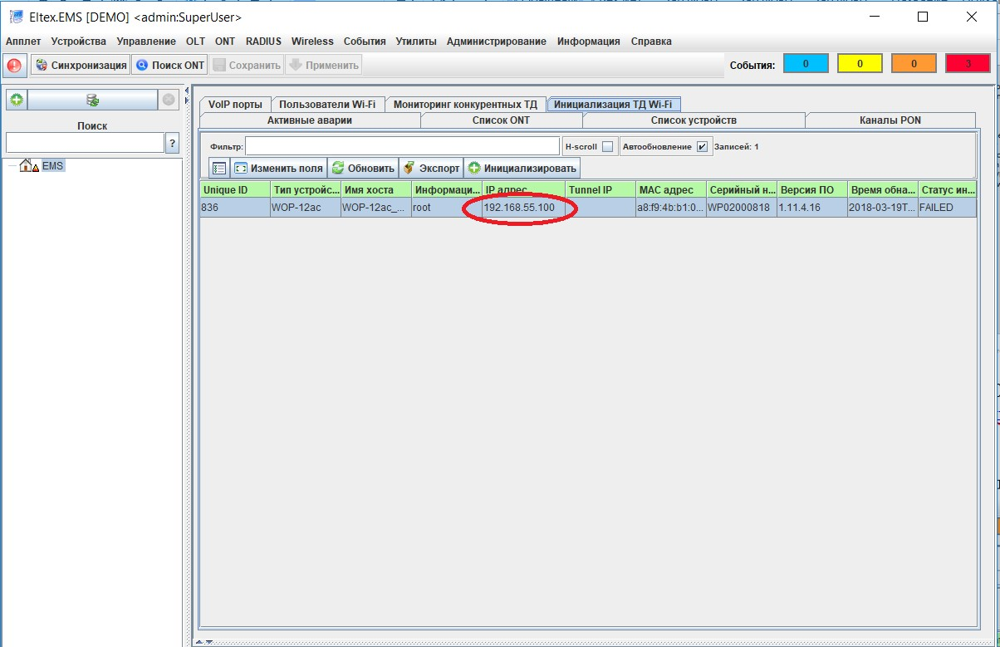 Eltex.EMS [DEMO] <admin:SuperUser>
Апплет Устройства Управление OLT ONT RADIUS Wireless События Утилиты Администрирование Информация Справка
Синхронизация Поиск ONT Сохранить Применить События: 0 0 0 3
VoIP порты Пользователи Wi-Fi Мониторинг конкурентных ТД Инициализация ТД Wi-Fi
Активные аварии Список ONT Список устройств Каналы PON
Поиск
?
EMS
Фильтр: H-scroll Автообновление Записей: 1
Изменить поля Обновить Экспорт Инициализировать
Unique ID Тип устройс... Имя хоста Информаци... IP адрес Tunnel IP MAC адрес Серийный н... Версия ПО Время обна... Статус ин...
836 WOP-12ac WOP-12ac_... root 192.168.55.100 a8:f9:4b:b1:0... WP02000818 1.11.4.16 2018-03-19T... FAILED